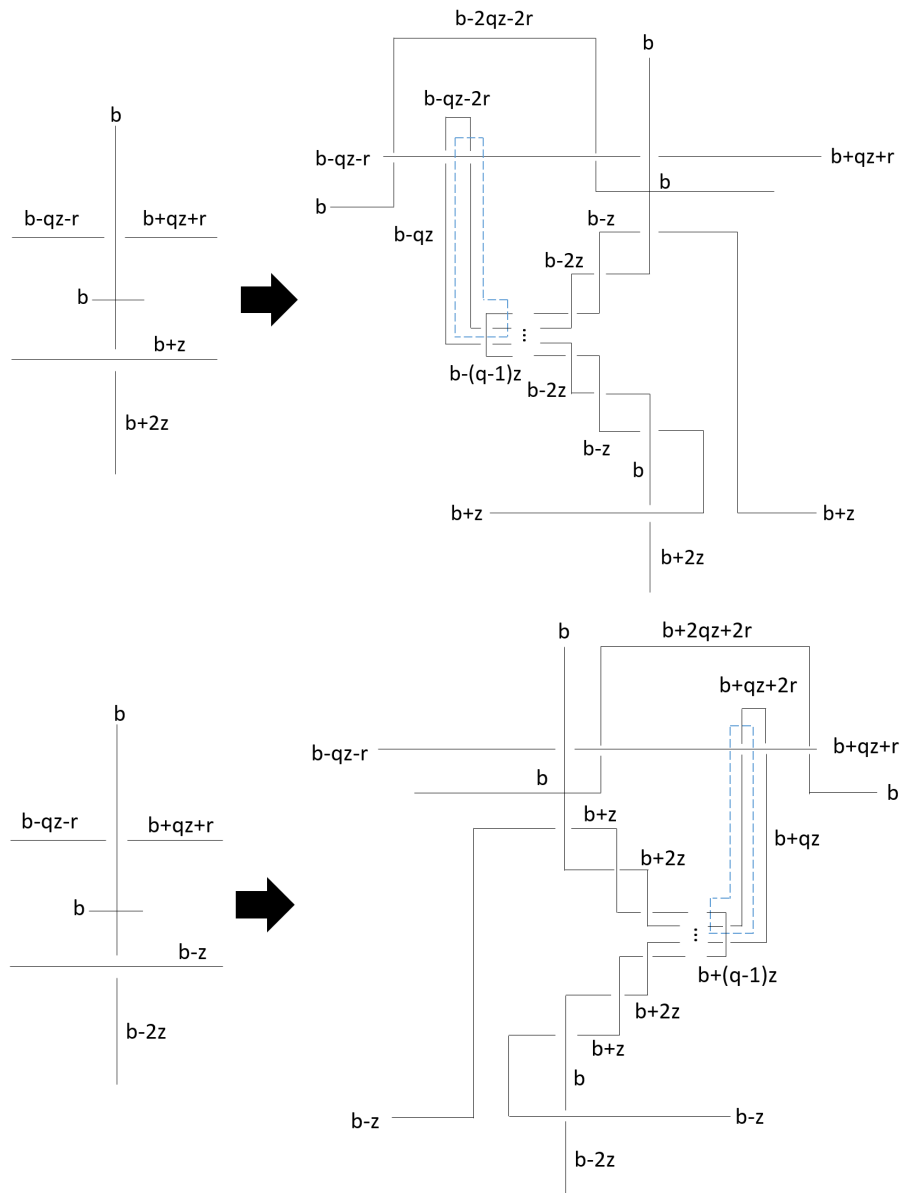 b-2qz-2r
b
b-qz-2r
b
b-qz-r
b+qz+r
b-qz-r
b+qz+r
b
b
b-z
b-qz
b-2z
b
b+z
...
b-(q-1)z
b-2z
b+2z
b-z
b
b+z
b+z
b+2z
b
b+2qz+2r
b+qz+2r
b
b-qz-r
b+qz+r
b
b
b-qz-r
b+qz+r
b+z
b+qz
b+2z
b
...
b-z
b+(q-1)z
b+2z
b-2z
b+z
b
b-z
b-z
b-2z